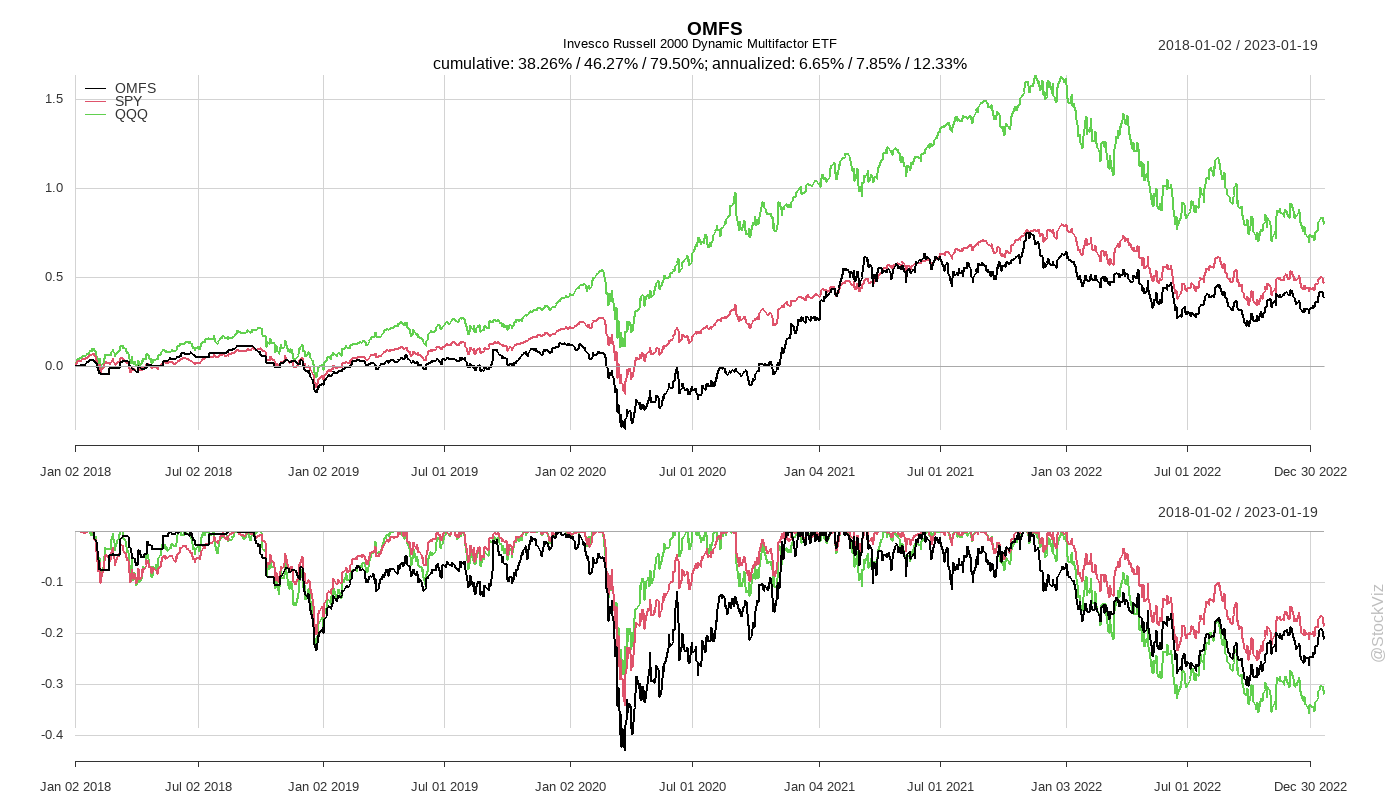 OMFS
Invesco Russell 2000 Dynamic Multifactor ETF
2018-01-02 / 2023-01-19
cumulative: 38.26% / 46.27% / 79.50%; annualized: 6.65% / 7.85% / 12.33%
OMFS
SPY
QQQ
1.5
1.0
0.5
0.0
Jan 02 2018 Jul 02 2018 Jan 02 2019 Jul 01 2019 Jan 02 2020 Jul 01 2020 Jan 04 2021 Jul 01 2021 Jan 03 2022 Jul 01 2022 Dec 30 2022
2018-01-02 / 2023-01-19
-0.1
-0.2
-0.3
-0.4
Jan 02 2018 Jul 02 2018 Jan 02 2019 Jul 01 2019 Jan 02 2020 Jul 01 2020 Jan 04 2021 Jul 01 2021 Jan 03 2022 Jul 01 2022 Dec 30 2022
@StockViz